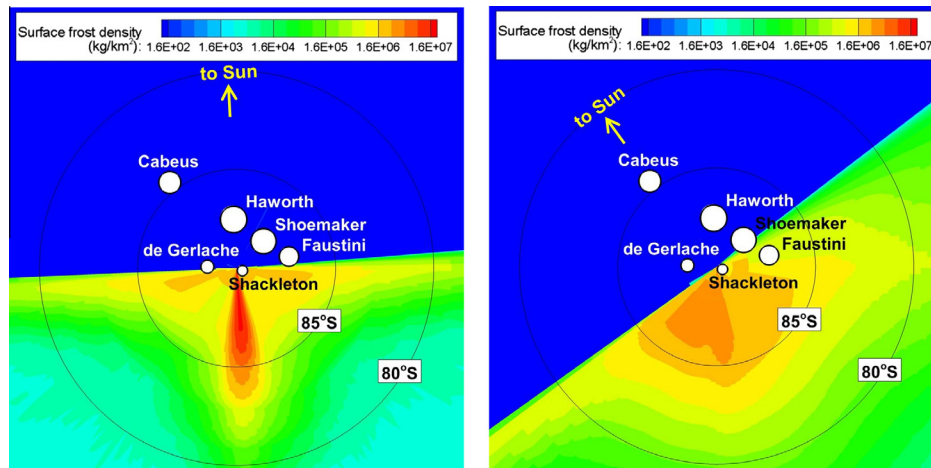 Surface frost density
(kg/km²): 1.6E+02 1.6E+03 1.6E+04 1.6E+05 1.6E+06 1.6E+07
to Sun
Cabeus
Haworth
Shoemaker
de Gerlache
Faustini
Shackleton
85°S
80°S
Surface frost density
(kg/km²): 1.6E+02 1.6E+03 1.6E+04 1.6E+05 1.6E+06 1.6E+07
to Sun
Cabeus
Haworth
Shoemaker
de Gerlache
Faustini
Shackleton
85°S
80°S